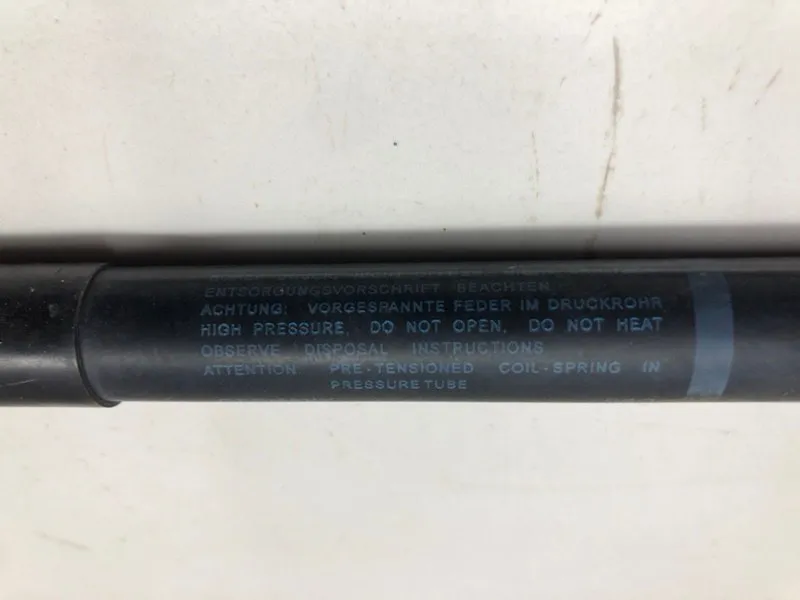 ENTSORGUNGSVORSCHRIFT BEACHTEN
ACHTUNG: VORGESPANNTE FEDER IM DRUCKROHR
HIGH PRESSURE. DO NOT OPEN. DO NOT HEAT
OBSERVE DISPOSAL INSTRUCTIONS
ATTENTION PRE-TENSIONED COIL-SPRING IN
PRESSURE TUBE